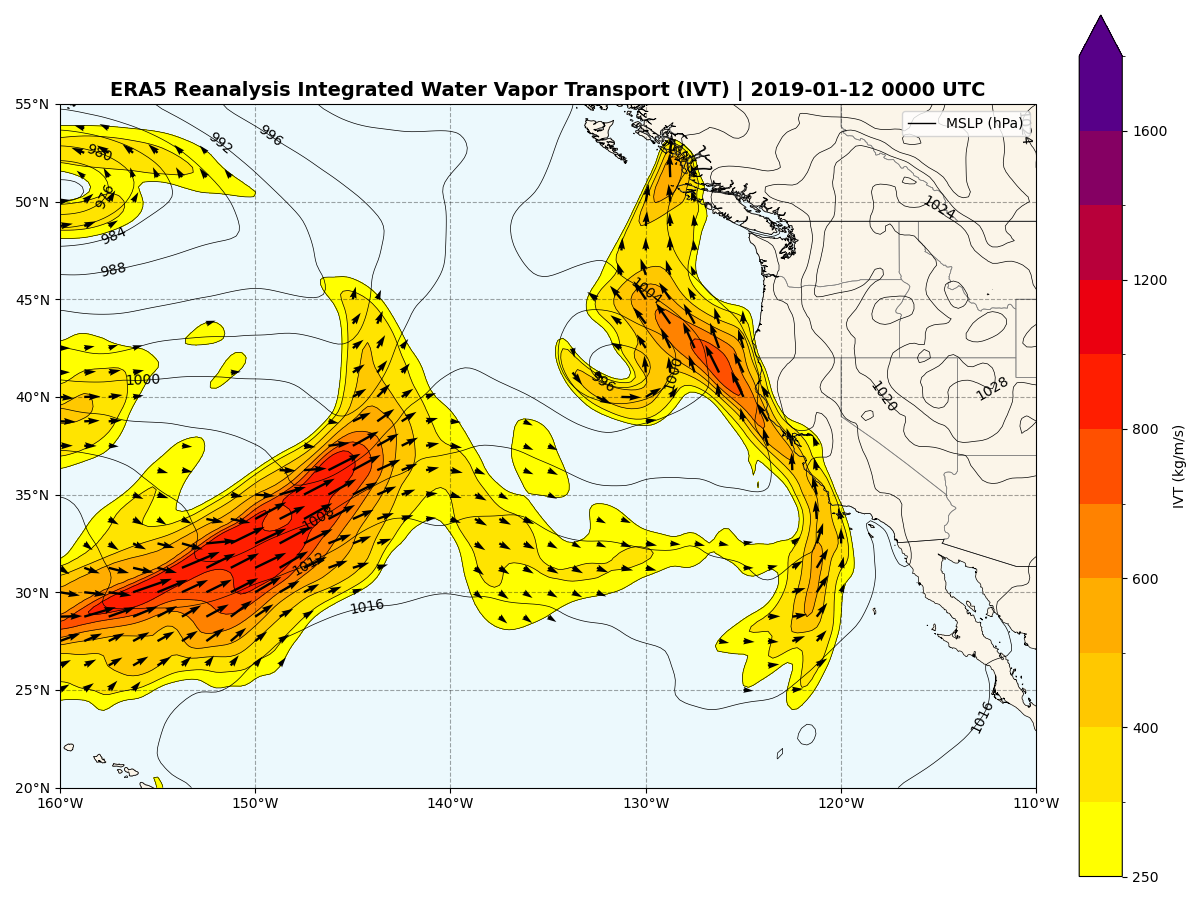 ERA5 Reanalysis Integrated Water Vapor Transport (IVT) | 2019-01-12 0000 UTC
MSLP (hPa)
55°N
50°N
45°N
40°N
35°N
30°N
25°N
20°N
160°W
150°W
140°W
130°W
120°W
110°W
992
996
980
976
984
988
1000
1004
996
1000
1008
1012
1016
1024
1020
1028
1016
1600
1200
800
600
400
250
IVT (kg/m/s)